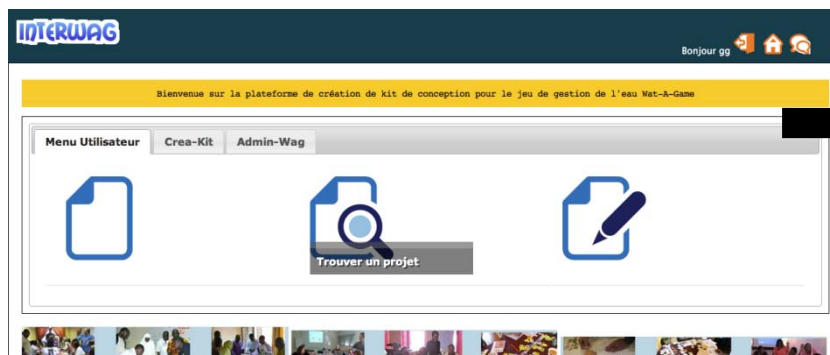 INTERWAG
Bonjour gg
Bienvenue sur la plateforme de création de kit de conception pour le jeu de gestion de l'eau Wat-A-Game
Menu Utilisateur Crea-Kit Admin-Wag
Trouver un projet